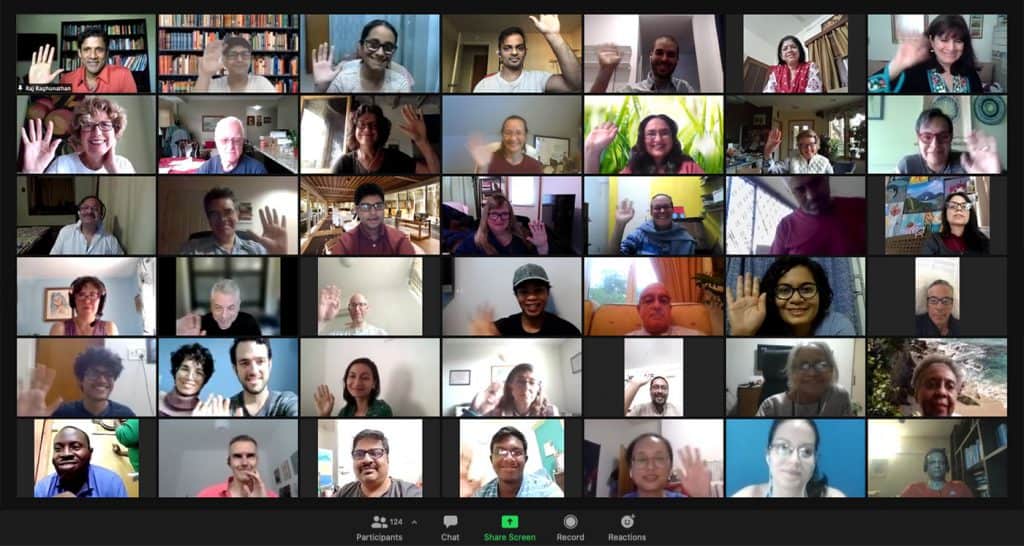 Raj Raghunathan
124
Participants
Chat
Share Screen
Record
Reactions